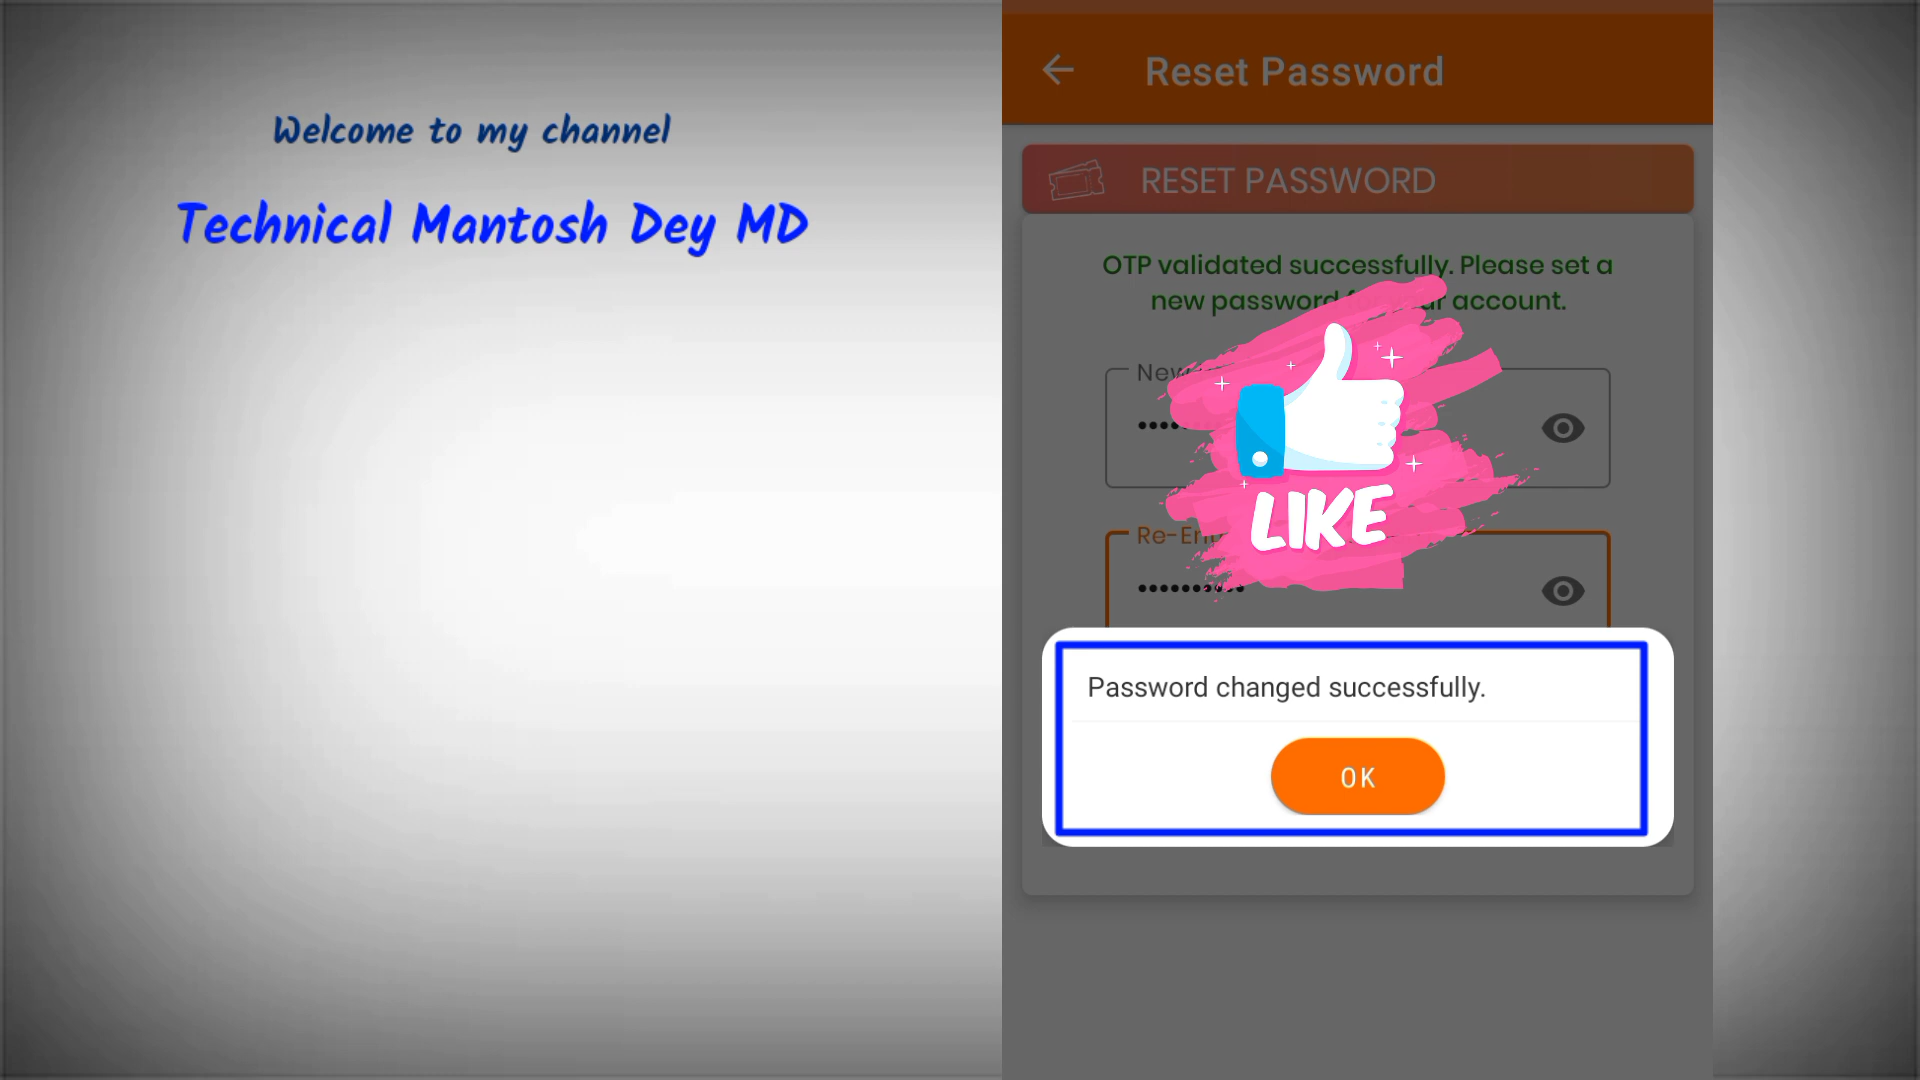 Welcome to my channel
Technical Mantosh Dey MD
Reset Password
RESET PASSWORD
OTP validated successfully. Please set a
new password account.
New
LIKE
Password changed successfully.
OK